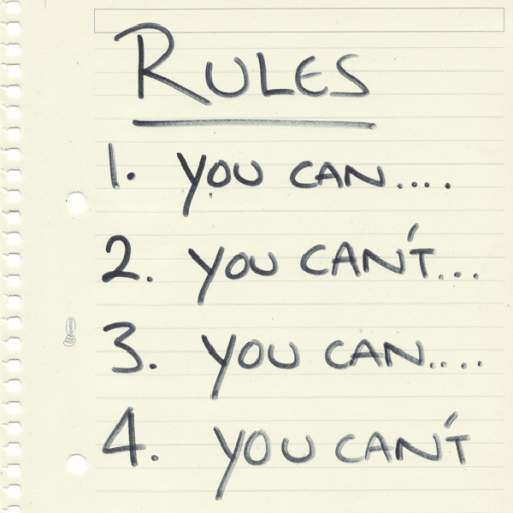 RULES
1. YOU CAN....
2. YOU CAN'T...
3. YOU CAN....
4. YOU CAN'T